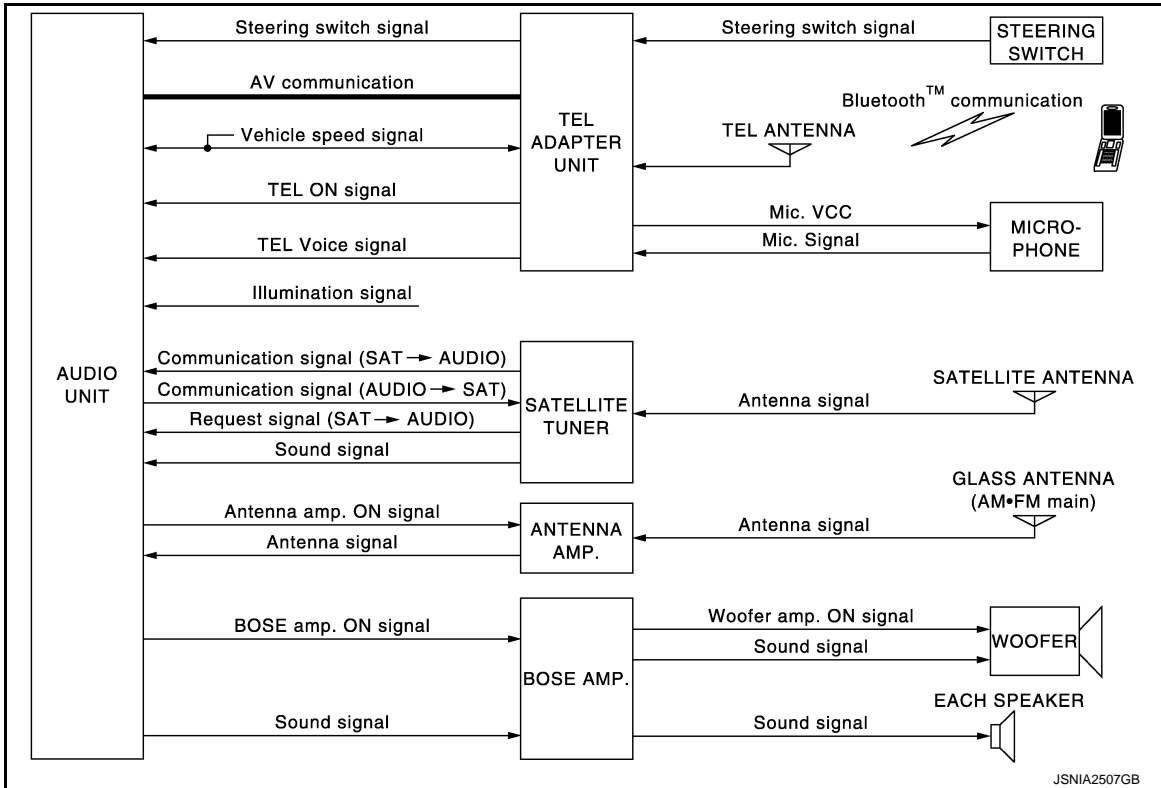 Steering switch signal
Steering switch signal
STEERING
SWITCH
AV communication
Bluetooth™ communication
Vehicle speed signal
TEL ANTENNA
TEL
ADAPTER
UNIT
TEL ON signal
Mic. VCC
Mic. Signal
MICRO-
PHONE
TEL Voice signal
Illumination signal
AUDIO
UNIT
Communication signal (SAT → AUDIO)
Communication signal (AUDIO → SAT)
Request signal (SAT → AUDIO)
Sound signal
SATELLITE
TUNER
Antenna signal
SATELLITE ANTENNA
GLASS ANTENNA
(AM•FM main)
Antenna amp. ON signal
Antenna signal
ANTENNA
AMP.
Antenna signal
BOSE amp. ON signal
Woofer amp. ON signal
Sound signal
WOOFER
BOSE AMP.
EACH SPEAKER
Sound signal
Sound signal
JSNIA2507GB